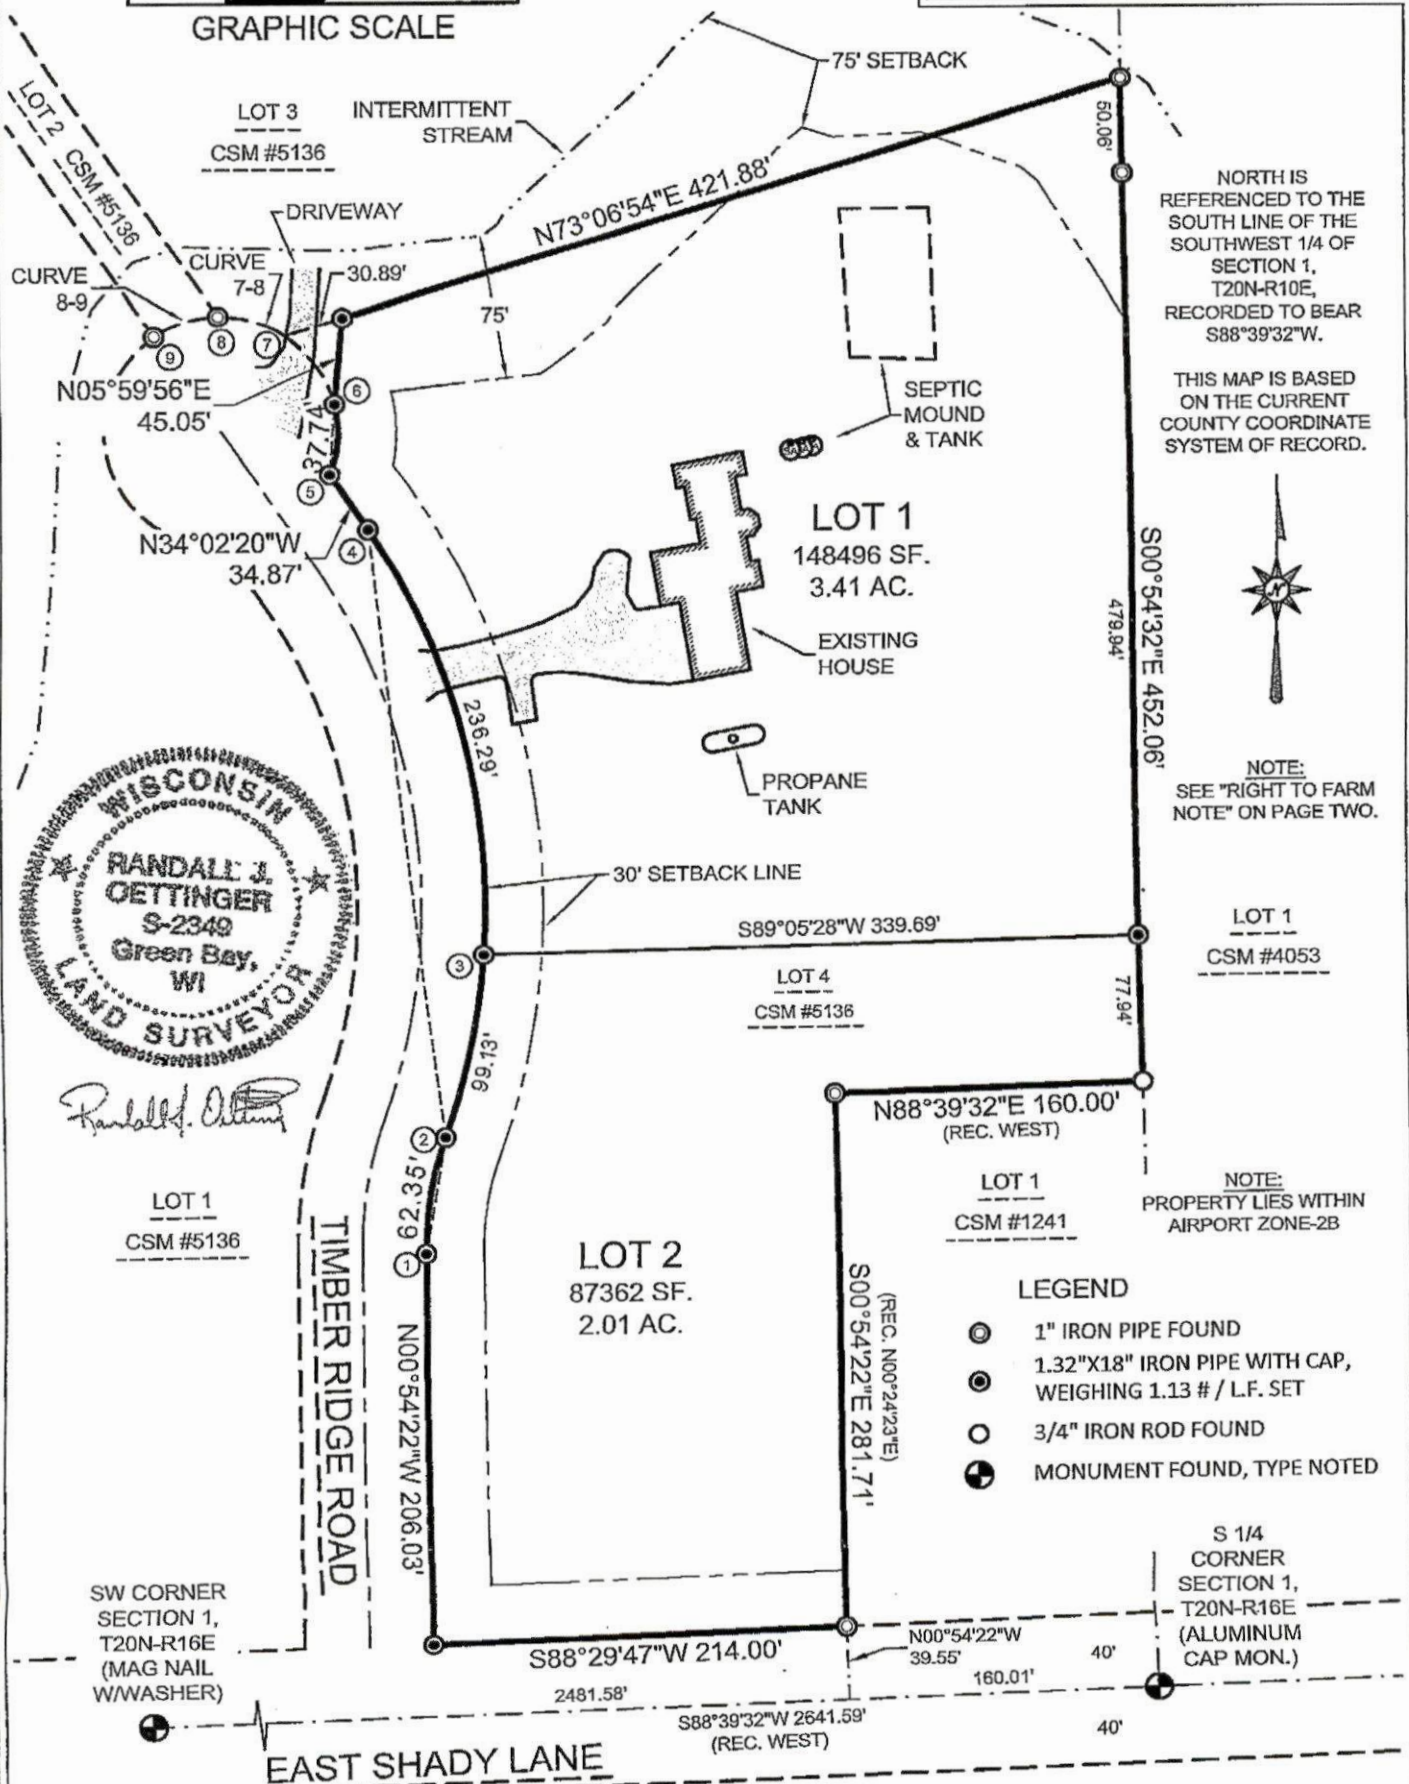 GRAPHIC SCALE
75' SETBACK
LOT 2 CSM #5136
LOT 3
CSM #5136
INTERMITTENT
STREAM
50.06'
N73°06'54"E 421.88'
NORTH IS
REFERENCED TO THE
SOUTH LINE OF THE
SOUTHWEST 1/4 OF
SECTION 1,
T20N-R10E,
RECORDED TO BEAR
S88°39'32"W.
DRIVEWAY
CURVE
7-8
30.89'
CURVE
8-9
75'
9
8
7
6
N05°59'56"E
45.05'
37.74'
SEPTIC
MOUND
& TANK
THIS MAP IS BASED
ON THE CURRENT
COUNTY COORDINATE
SYSTEM OF RECORD.
5
4
N34°02'20"W
34.87'
LOT 1
148496 SF.
3.41 AC.
N
S00°54'32"E 452.06'
479.94'
EXISTING
HOUSE
236.29'
PROPANE
TANK
NOTE:
SEE "RIGHT TO FARM
NOTE" ON PAGE TWO.
WISCONSIN
RANDALL J.
OETTINGER
S-2349
Green Bay,
WI
LAND SURVEYOR
30' SETBACK LINE
S89°05'28"W 339.69'
3
LOT 4
CSM #5136
LOT 1
CSM #4053
77.94'
99.13'
N88°39'32"E 160.00'
(REC. WEST)
2
62.35'
1
LOT 1
CSM #5136
LOT 1
CSM #1241
NOTE:
PROPERTY LIES WITHIN
AIRPORT ZONE-2B
TIMBER RIDGE ROAD
LOT 2
87362 SF.
2.01 AC.
S00°54'22"E 281.71'
(REC. N00°24'23"E)
N00°54'22"W 206.03'
LEGEND
1" IRON PIPE FOUND
1.32"X18" IRON PIPE WITH CAP,
WEIGHING 1.13 # / L.F. SET
3/4" IRON ROD FOUND
MONUMENT FOUND, TYPE NOTED
SW CORNER
SECTION 1,
T20N-R16E
(MAG NAIL
W/WASHER)
S 1/4
CORNER
SECTION 1,
T20N-R16E
(ALUMINUM
CAP MON.)
S88°29'47"W 214.00'
N00°54'22"W
39.55'
40'
160.01'
2481.58'
S88°39'32"W 2641.59'
(REC. WEST)
40'
EAST SHADY LANE